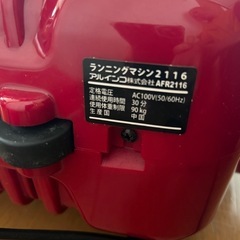 ランニングマシン2116
アルインコ株式会社 AFR2116
定格電圧 AC100V(50/60Hz)
連続使用時間 30分
使用体重制限 90kg
生産国 中国